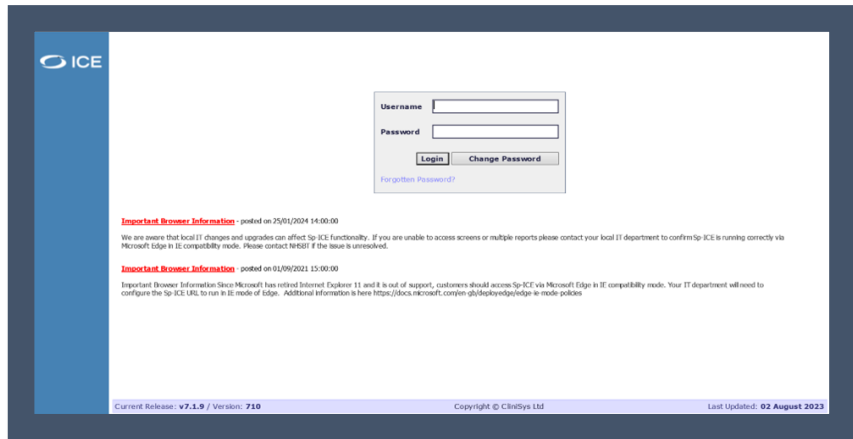 ICE
Username
Password
Login Change Password
Forgotten Password?
Important Browser Information - posted on 25/01/2024 14:00:00
We are aware that local IT changes and upgrades can affect Sp-ICE functionality. If you are unable to access screens or multiple reports please contact your local IT department to confirm Sp-ICE is running correctly via
Microsoft Edge in IE compatibility mode. Please contact NHSBT if the issue is unresolved.
Important Browser Information - posted on 01/09/2021 15:00:00
Important Browser Information Since Microsoft has retired Internet Explorer 11 and it is out of support, customers should access Sp-ICE via Microsoft Edge in IE compatibility mode. Your IT department will need to
configure the Sp-ICE URL to run in IE mode of Edge. Additional information is here https://docs.microsoft.com/en-gb/deployedge/edge-ie-mode-policies
Current Release: v7.1.9 / Version: 710 Copyright © CliniSys Ltd Last Updated: 02 August 2023